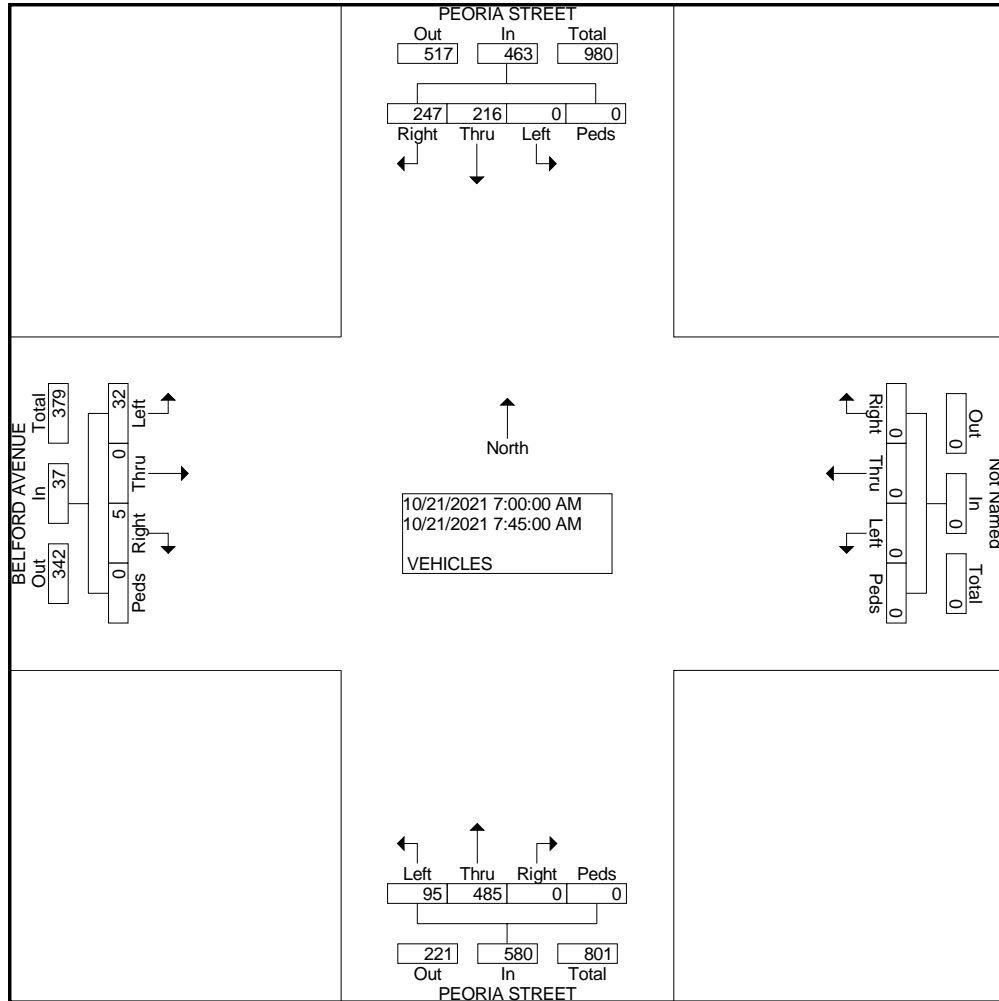 PEORIA STREET
Out In Total
517 463 980
247 216 0 0
Right Thru Left Peds
BELFORD AVENUE
Total In Out
379 37 342
32 0 5 0
Left Thru Right Peds
North
10/21/2021 7:00:00 AM
10/21/2021 7:45:00 AM
VEHICLES
Right Thru Left Peds
0 0 0 0
Out In Total
0 0 0
Not Named
Left Thru Right Peds
95 485 0 0
221 580 801
Out In Total
PEORIA STREET